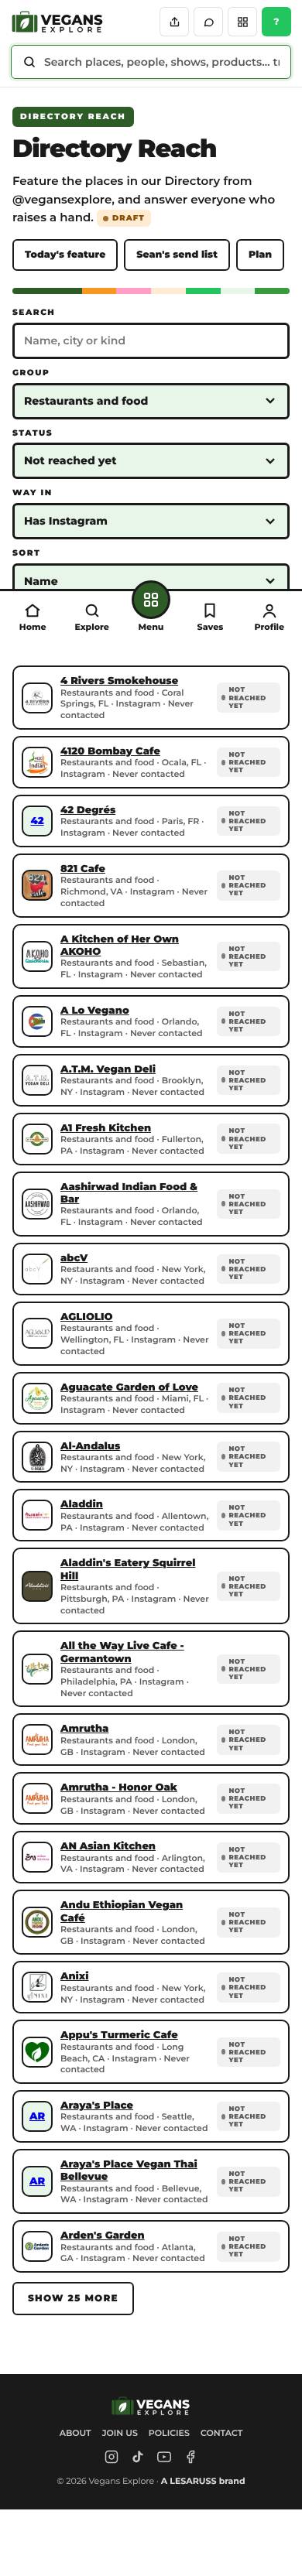 VEGANS
EXPLORE
?
Search places, people, shows, products... tı
DIRECTORY REACH
Directory Reach
Feature the places in our Directory from
@vegansexplore, and answer everyone who
raises a hand. DRAFT
Today's feature
Sean's send list
Plan
SEARCH
Name, city or kind
GROUP
Restaurants and food
STATUS
Not reached yet
WAY IN
Has Instagram
SORT
Name
Home
Explore
Menu
Saves
Profile
4 Rivers Smokehouse
Restaurants and food · Coral
Springs, FL · Instagram · Never
contacted
NOT
REACHED
YET
4120 Bombay Cafe
Restaurants and food · Ocala, FL ·
Instagram · Never contacted
NOT
REACHED
YET
42
42 Degrés
Restaurants and food · Paris, FR ·
Instagram · Never contacted
NOT
REACHED
YET
821
821 Cafe
Restaurants and food ·
Richmond, VA · Instagram · Never
contacted
NOT
REACHED
YET
AKOHO
A Kitchen of Her Own
AKOHO
Restaurants and food · Sebastian,
FL · Instagram · Never contacted
NOT
REACHED
YET
A Lo Vegano
Restaurants and food · Orlando,
FL · Instagram · Never contacted
NOT
REACHED
YET
A.T.M.
VEGAN DELI
A.T.M. Vegan Deli
Restaurants and food · Brooklyn,
NY · Instagram · Never contacted
NOT
REACHED
YET
A1 Fresh Kitchen
Restaurants and food · Fullerton,
PA · Instagram · Never contacted
NOT
REACHED
YET
AASHIRWAD
Aashirwad Indian Food &
Bar
Restaurants and food · Orlando,
FL · Instagram · Never contacted
NOT
REACHED
YET
abcV
abcV
Restaurants and food · New York,
NY · Instagram · Never contacted
NOT
REACHED
YET
AGLIOLIO
AGLIOLIO
Restaurants and food ·
Wellington, FL · Instagram · Never
contacted
NOT
REACHED
YET
Aguacate
Aguacate Garden of Love
Restaurants and food · Miami, FL ·
Instagram · Never contacted
NOT
REACHED
YET
Al-Andalus
Restaurants and food · New York,
NY · Instagram · Never contacted
NOT
REACHED
YET
Aladdin
Restaurants and food · Allentown,
PA · Instagram · Never contacted
NOT
REACHED
YET
Aladdin's
Aladdin's Eatery Squirrel
Hill
Restaurants and food ·
Pittsburgh, PA · Instagram · Never
contacted
NOT
REACHED
YET
All the Way Live Cafe -
Germantown
Restaurants and food ·
Philadelphia, PA · Instagram ·
Never contacted
NOT
REACHED
YET
AMRUTHA
Amrutha
Restaurants and food · London,
GB · Instagram · Never contacted
NOT
REACHED
YET
AMRUTHA
Amrutha - Honor Oak
Restaurants and food · London,
GB · Instagram · Never contacted
NOT
REACHED
YET
AN Asian Kitchen
Restaurants and food · Arlington,
VA · Instagram · Never contacted
NOT
REACHED
YET
Andu Ethiopian Vegan
Café
Restaurants and food · London,
GB · Instagram · Never contacted
NOT
REACHED
YET
Anixi
Restaurants and food · New York,
NY · Instagram · Never contacted
NOT
REACHED
YET
Appu's Turmeric Cafe
Restaurants and food · Long
Beach, CA · Instagram · Never
contacted
NOT
REACHED
YET
AR
Araya's Place
Restaurants and food · Seattle,
WA · Instagram · Never contacted
NOT
REACHED
YET
AR
Araya's Place Vegan Thai
Bellevue
Restaurants and food · Bellevue,
WA · Instagram · Never contacted
NOT
REACHED
YET
Arden's
Garden
Arden's Garden
Restaurants and food · Atlanta,
GA · Instagram · Never contacted
NOT
REACHED
YET
SHOW 25 MORE
VEGANS
EXPLORE
ABOUT
JOIN US
POLICIES
CONTACT
© 2026 Vegans Explore · A LESARUSS brand